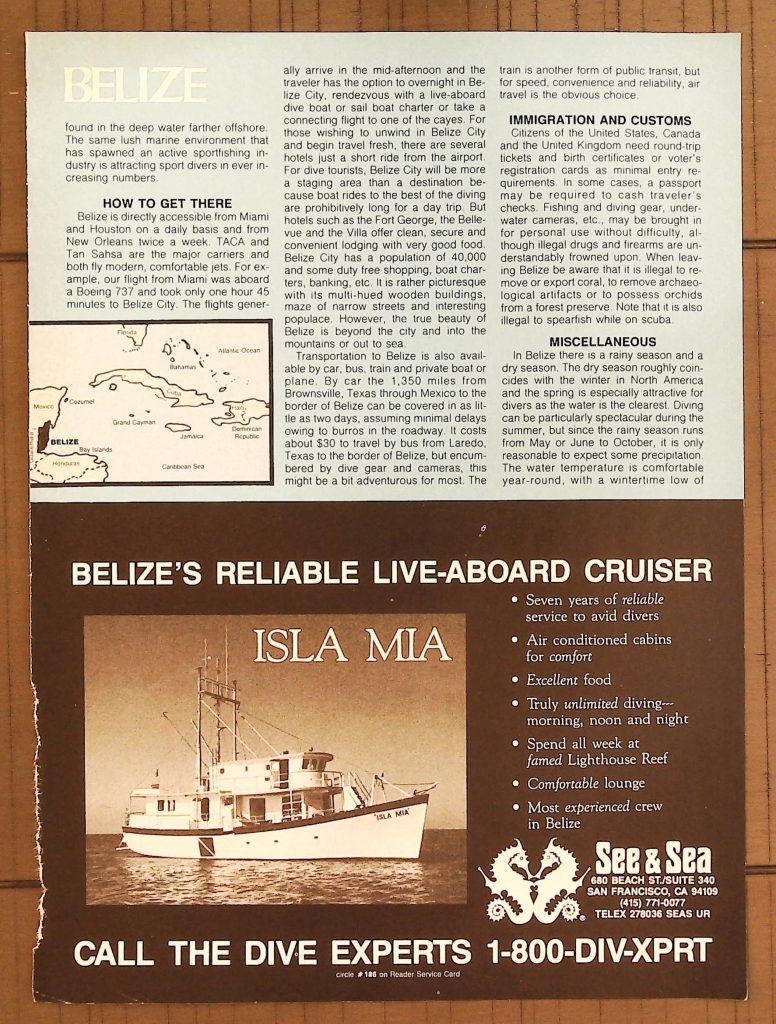 BELIZE
found in the deep water farther offshore.
The same lush marine environment that
has spawned an active sportfishing in-
dustry is attracting sport divers in ever in-
creasing numbers.
HOW TO GET THERE
Belize is directly accessible from Miami
and Houston on a daily basis and from
New Orleans twice a week. TACA and
Tan Sahsa are the major carriers and
both fly modern, comfortable jets. For ex-
ample, our flight from Miami was aboard
a Boeing 737 and took only one hour 45
minutes to Belize City. The flights gener-
Florida
Atlantic Ocean
Bahamas
Cuba
Mexico
Cozumel
Grand Cayman
Haiti
Jamaica
Dominican
Republic
BELIZE
Bay Islands
Honduras
Caribbean Sea
ally arrive in the mid-afternoon and the
traveler has the option to overnight in Be-
lize City, rendezvous with a live-aboard
dive boat or sail boat charter or take a
connecting flight to one of the cayes. For
those wishing to unwind in Belize City
and begin travel fresh, there are several
hotels just a short ride from the airport.
For dive tourists, Belize City will be more
a staging area than a destination be-
cause boat rides to the best of the diving
are prohibitively long for a day trip. But
hotels such as the Fort George, the Belle-
vue and the Villa offer clean, secure and
convenient lodging with very good food.
Belize City has a population of 40,000
and some duty free shopping, boat char-
ters, banking, etc. It is rather picturesque
with its multi-hued wooden buildings,
maze of narrow streets and interesting
populace. However, the true beauty of
Belize is beyond the city and into the
mountains or out to sea.
Transportation to Belize is also avail-
able by car, bus, train and private boat or
plane. By car the 1,350 miles from
Brownsville, Texas through Mexico to the
border of Belize can be covered in as lit-
tle as two days, assuming minimal delays
owing to burros in the roadway. It costs
about $30 to travel by bus from Laredo,
Texas to the border of Belize, but encum-
bered by dive gear and cameras, this
might be a bit adventurous for most. The
train is another form of public transit, but
for speed, convenience and reliability, air
travel is the obvious choice.
IMMIGRATION AND CUSTOMS
Citizens of the United States, Canada
and the United Kingdom need round-trip
tickets and birth certificates or voter's
registration cards as minimal entry re-
quirements. In some cases, a passport
may be required to cash traveler's
checks. Fishing and diving gear, under-
water cameras, etc., may be brought in
for personal use without difficulty, al-
though illegal drugs and firearms are un-
derstandably frowned upon. When leav-
ing Belize be aware that it is illegal to re-
move or export coral, to remove archaeo-
logical artifacts or to possess orchids
from a forest preserve. Note that it is also
illegal to spearfish while on scuba.
MISCELLANEOUS
In Belize there is a rainy season and a
dry season. The dry season roughly coin-
cides with the winter in North America
and the spring is especially attractive for
divers as the water is the clearest. Diving
can be particularly spectacular during the
summer, but since the rainy season runs
from May or June to October, it is only
reasonable to expect some precipitation.
The water temperature is comfortable
year-round, with a wintertime low of
BELIZE'S RELIABLE LIVE-ABOARD CRUISER
ISLA MIA
"ISLA MIA"
• Seven years of reliable
service to avid divers
• Air conditioned cabins
for comfort
• Excellent food
• Truly unlimited diving---
morning, noon and night
• Spend all week at
famed Lighthouse Reef
• Comfortable lounge
• Most experienced crew
in Belize
®
See & Sea
680 BEACH ST./SUITE 340
SAN FRANCISCO, CA 94109
(415) 771-0077
TELEX 278036 SEAS UR
CALL THE DIVE EXPERTS 1-800-DIV-XPRT
circle #186 on Reader Service Card